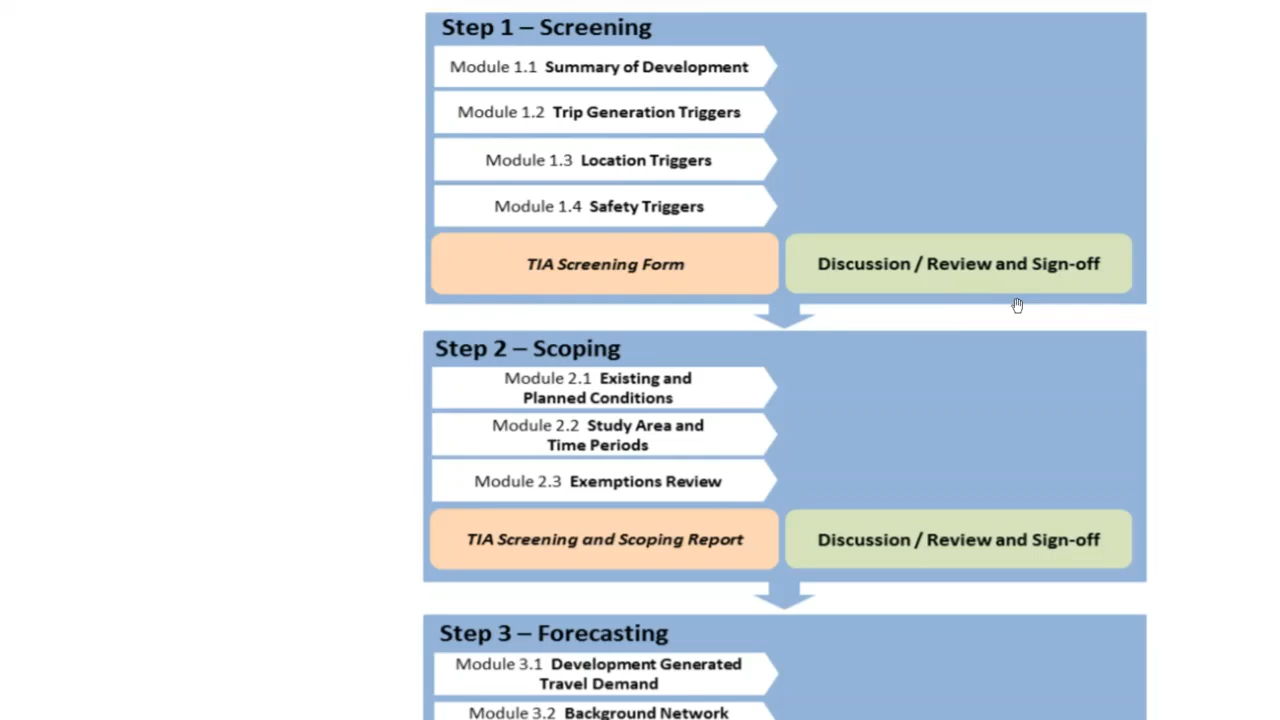 Step 1 – Screening
Module 1.1 Summary of Development
Module 1.2 Trip Generation Triggers
Module 1.3 Location Triggers
Module 1.4 Safety Triggers
TIA Screening Form
Discussion / Review and Sign-off
Step 2 – Scoping
Module 2.1 Existing and
Planned Conditions
Module 2.2 Study Area and
Time Periods
Module 2.3 Exemptions Review
TIA Screening and Scoping Report
Discussion / Review and Sign-off
Step 3 – Forecasting
Module 3.1 Development Generated
Travel Demand
Module 3.2 Background Network